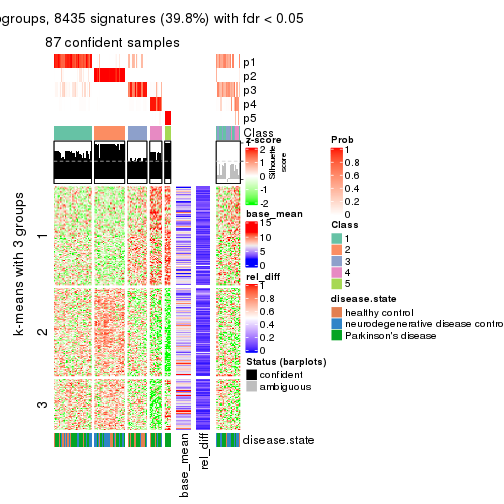 ogroups, 8435 signatures (39.8%) with fdr < 0.05
87 confident samples
p1
p2
p3
p4
p5
Class
z-score
2
1
0
-1
-2
Silhouette
score
base_mean
15
10
5
0
rel_diff
1
0.8
0.6
0.4
0.2
0
Status (barplots)
confident
ambiguous
Prob
1
0.8
0.6
0.4
0.2
0
Class
1
2
3
4
5
disease.state
healthy control
neurodegenerative disease contro
Parkinson's disease
k-means with 3 groups
1
2
3
disease.state
base_mean
rel_diff